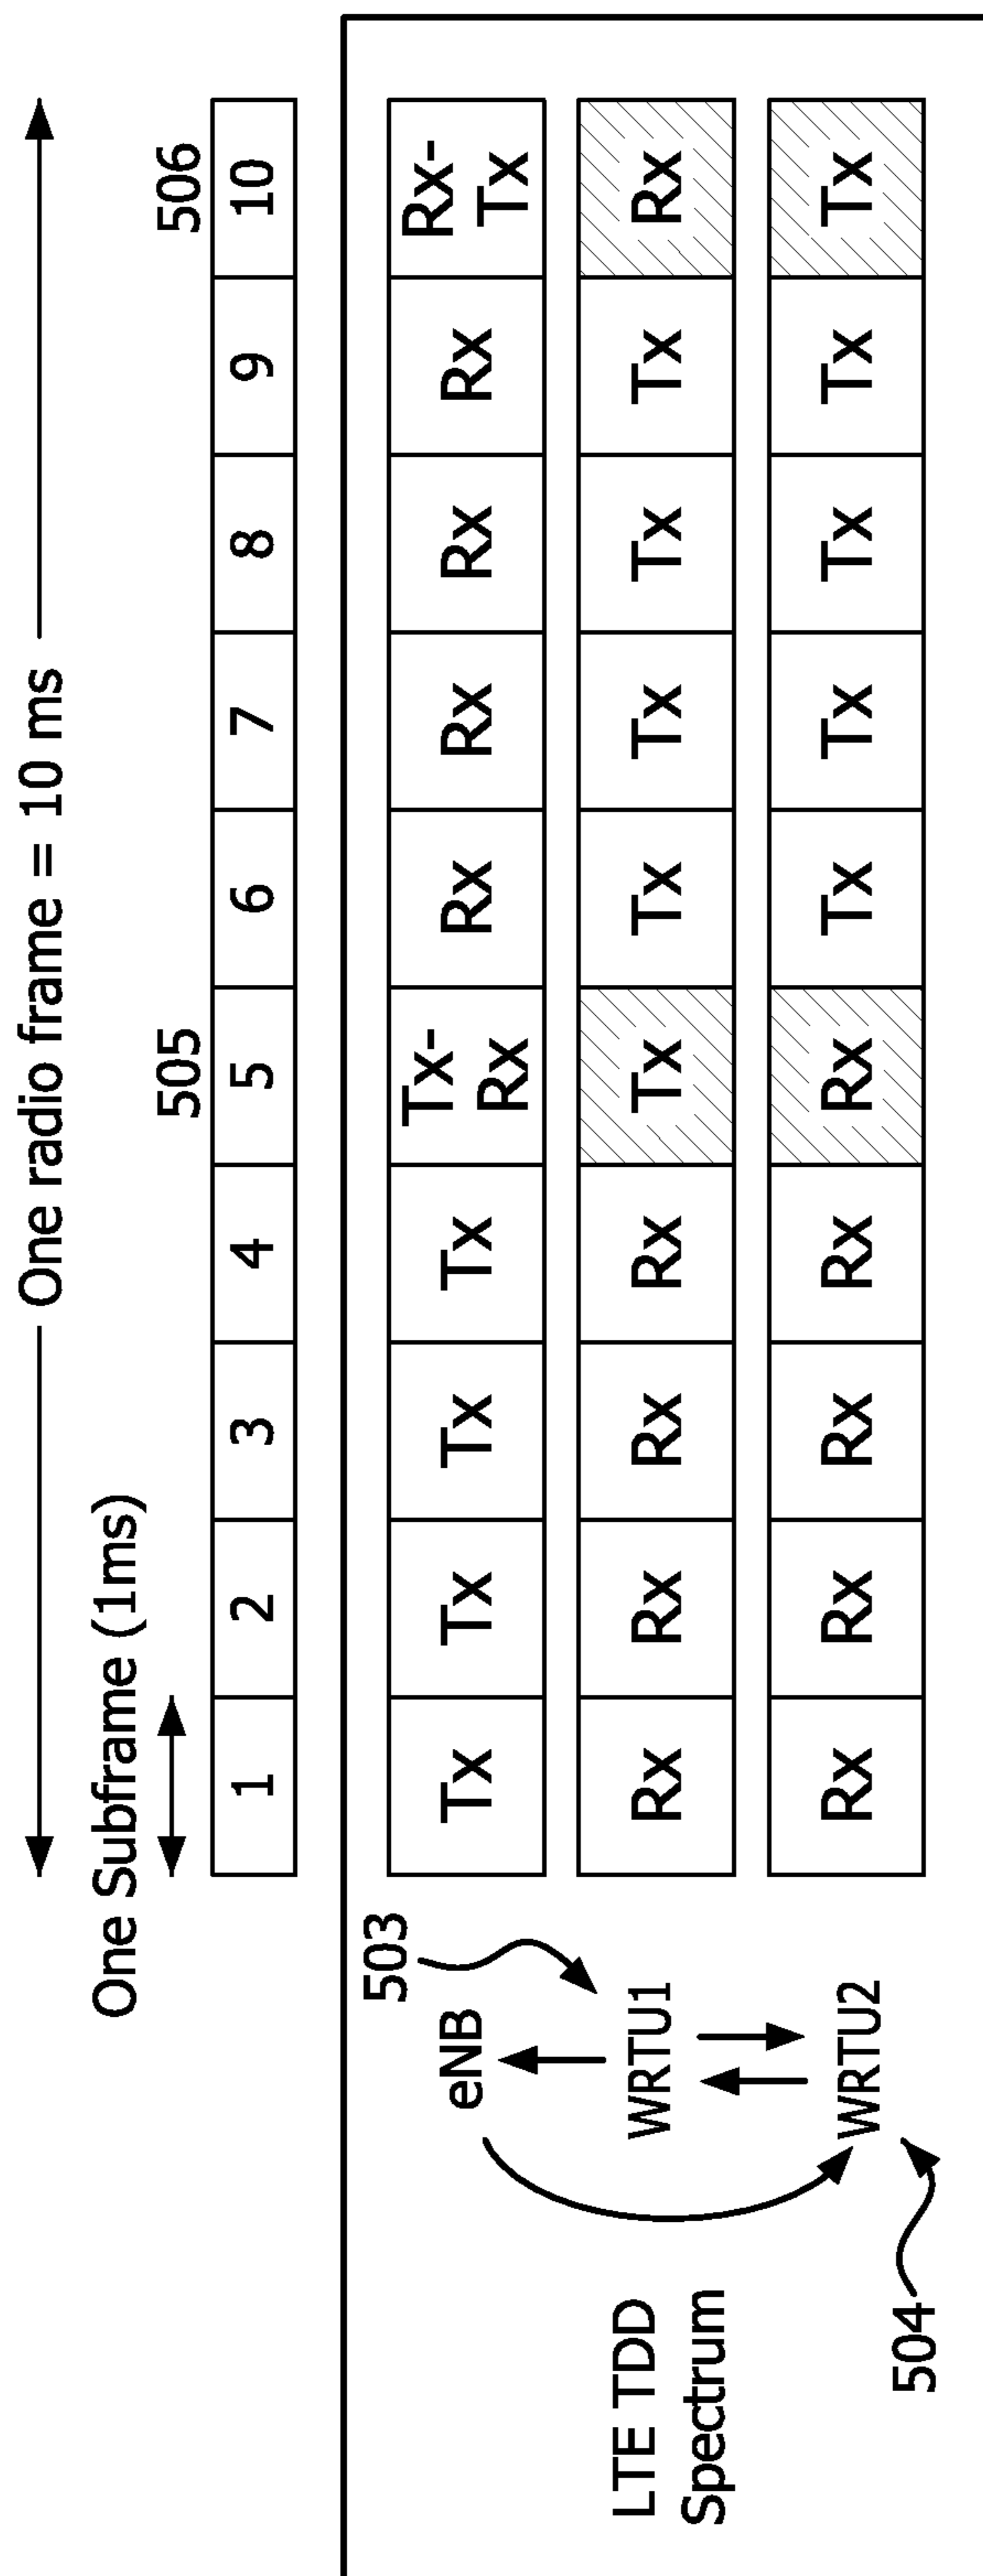 One radio frame = 10 ms
One Subframe (1ms)
505
506
1 2 3 4 5 6 7 8 9 10
503
eNB
Tx Tx Tx Tx Tx-Rx Rx Rx Rx Rx Rx-Tx
LTE TDD
Spectrum
WRTU1
Rx Rx Rx Rx Tx Tx Tx Tx Tx Rx
WRTU2
Rx Rx Rx Rx Rx Tx Tx Tx Tx Tx
504